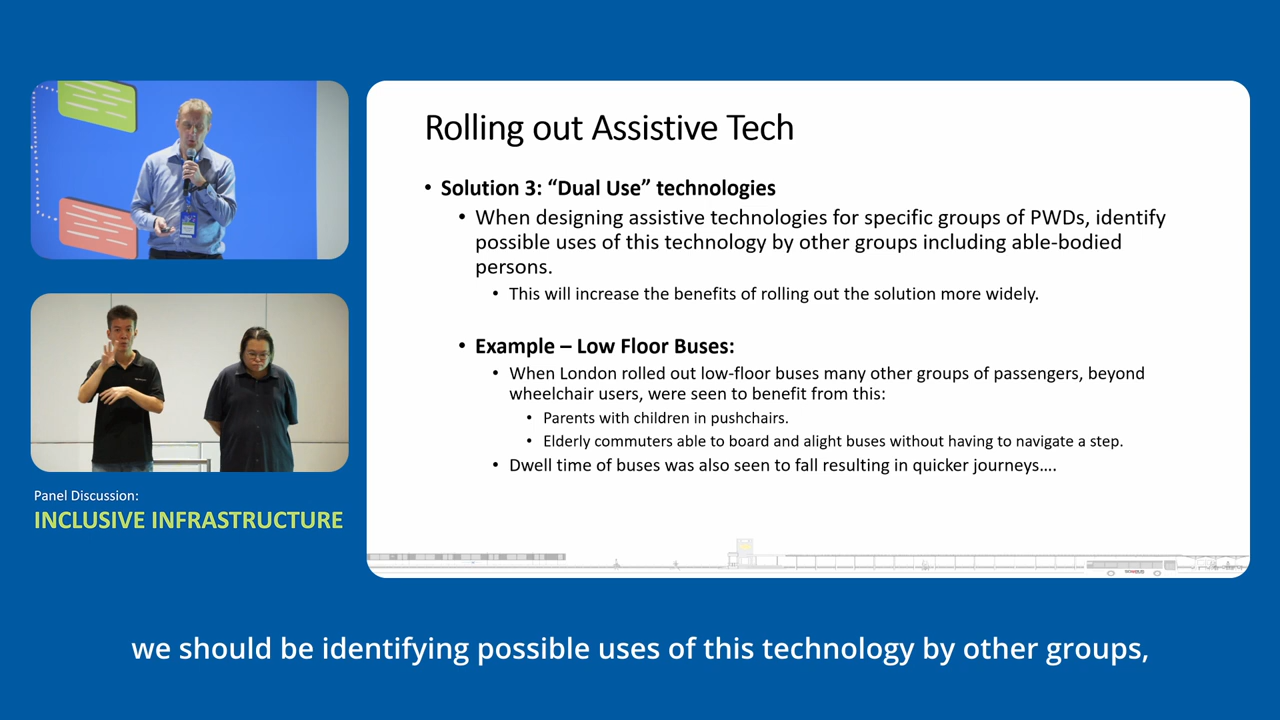 Rolling out Assistive Tech
• Solution 3: “Dual Use” technologies
• When designing assistive technologies for specific groups of PWDs, identify
possible uses of this technology by other groups including able-bodied
persons.
• This will increase the benefits of rolling out the solution more widely.
• Example – Low Floor Buses:
• When London rolled out low-floor buses many other groups of passengers, beyond
wheelchair users, were seen to benefit from this:
• Parents with children in pushchairs.
• Elderly commuters able to board and alight buses without having to navigate a step.
• Dwell time of buses was also seen to fall resulting in quicker journeys….
Panel Discussion:
INCLUSIVE INFRASTRUCTURE
we should be identifying possible uses of this technology by other groups,